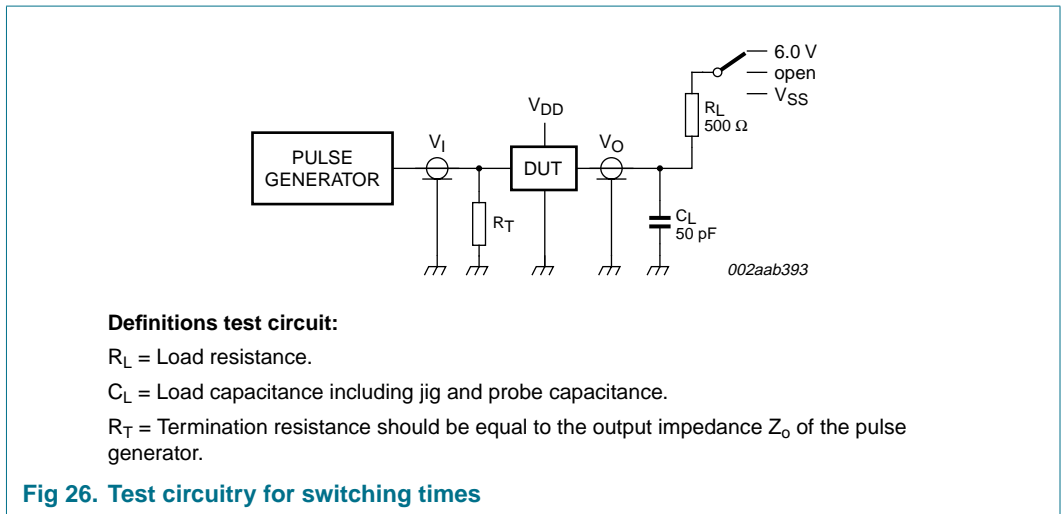 6.0 V
open
VSS
RL
500 Ω
VDD
VI
VO
PULSE
GENERATOR
DUT
RT
CL
50 pF
002aab393
Definitions test circuit:
RL = Load resistance.
CL = Load capacitance including jig and probe capacitance.
RT = Termination resistance should be equal to the output impedance Zo of the pulse
generator.
Fig 26. Test circuitry for switching times